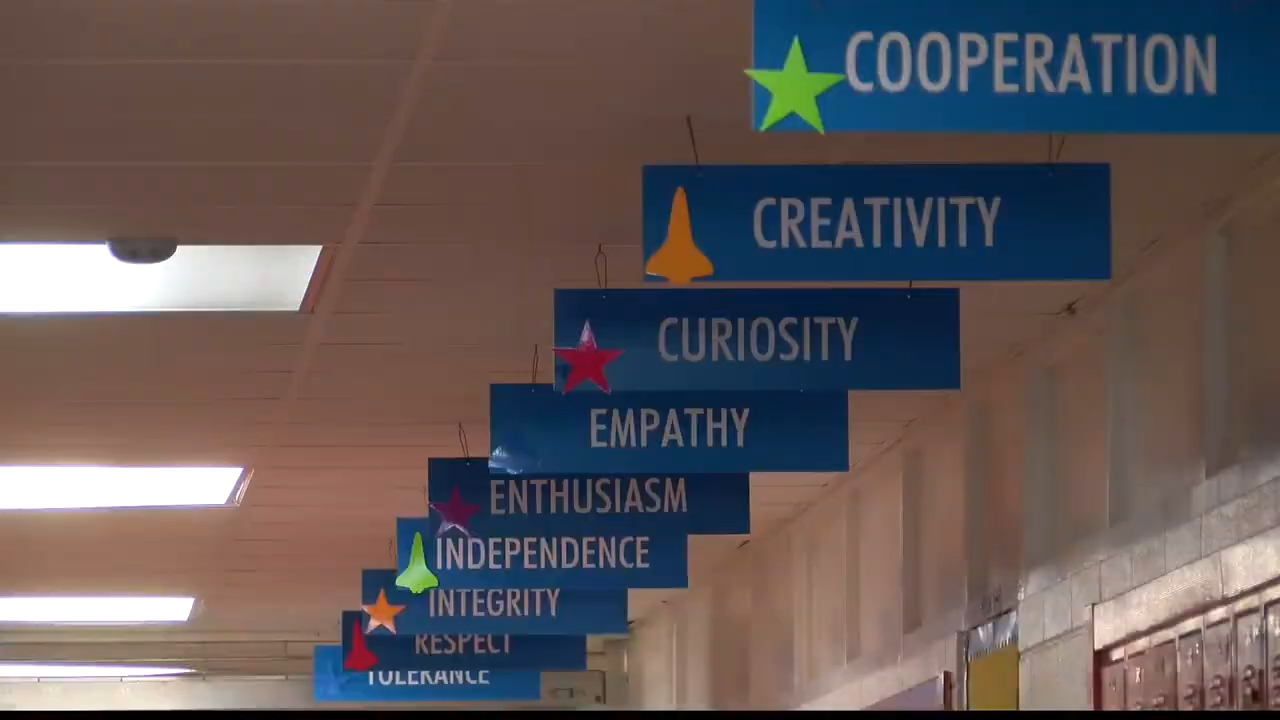 COOPERATION
CREATIVITY
CURIOSITY
EMPATHY
ENTHUSIASM
INDEPENDENCE
INTEGRITY
RESPECT
TOLERANCE